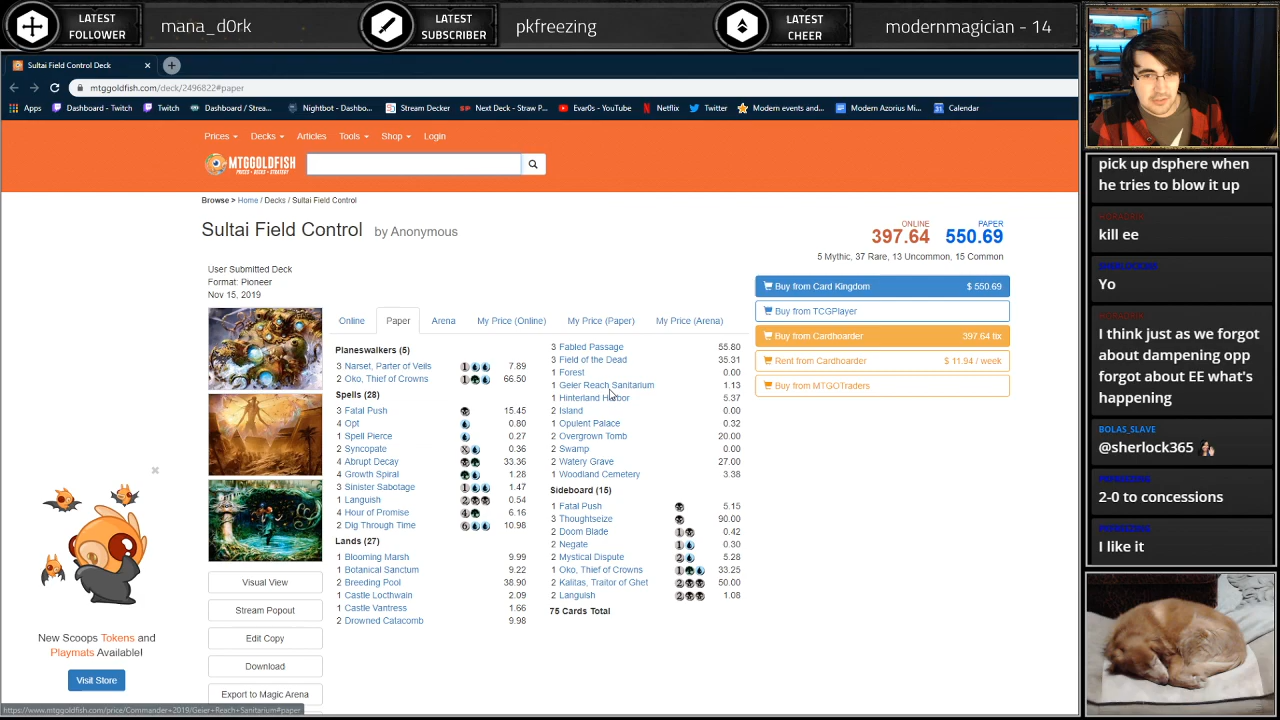 LATEST FOLLOWER
mana_d0rk
LATEST SUBSCRIBER
pkfreezing
LATEST CHEER
modernmagician - 14
Sultai Field Control Deck
mtggoldfish.com/deck/2496822#paper
Apps
Dashboard - Twitch
Twitch
Dashboard / Strea...
Nightbot - Dashbo...
Stream Decker
Next Deck - Straw P...
Evar0s - YouTube
Netflix
Twitter
Modern events and...
Modern Azorius Mi...
Calendar
Prices
Decks
Articles
Tools
Shop
Login
MTGGOLDFISH
PRICES • DECKS • STRATEGY
Browse > Home / Decks / Sultai Field Control
Sultai Field Control by Anonymous
ONLINE
397.64
PAPER
550.69
5 Mythic, 37 Rare, 13 Uncommon, 15 Common
User Submitted Deck
Format: Pioneer
Nov 15, 2019
Buy from Card Kingdom $ 550.69
Buy from TCGPlayer
Buy from Cardhoarder 397.64 tix
Rent from Cardhoarder $ 11.94 / week
Buy from MTGOTraders
Online
Paper
Arena
My Price (Online)
My Price (Paper)
My Price (Arena)
Planeswalkers (5)
3 Narset, Parter of Veils 7.89
2 Oko, Thief of Crowns 66.50
Spells (28)
3 Fatal Push 15.45
4 Opt 0.80
1 Spell Pierce 0.27
2 Syncopate X 0.36
4 Abrupt Decay 33.36
4 Growth Spiral 1.28
3 Sinister Sabotage 1.47
1 Languish 0.54
4 Hour of Promise 6.16
2 Dig Through Time 10.98
Lands (27)
1 Blooming Marsh 9.99
1 Botanical Sanctum 9.22
2 Breeding Pool 38.90
1 Castle Locthwain 2.09
1 Castle Vantress 1.66
2 Drowned Catacomb 9.98
3 Fabled Passage 55.80
3 Field of the Dead 35.31
1 Forest 0.00
1 Geier Reach Sanitarium 1.13
1 Hinterland Harbor 5.37
2 Island 0.00
1 Opulent Palace 0.32
2 Overgrown Tomb 20.00
2 Swamp 0.00
2 Watery Grave 27.00
1 Woodland Cemetery 3.38
Sideboard (15)
1 Fatal Push 5.15
3 Thoughtseize 90.00
2 Doom Blade 0.42
1 Negate 0.30
2 Mystical Dispute 5.28
1 Oko, Thief of Crowns 33.25
2 Kalitas, Traitor of Ghet 50.00
2 Languish 1.08
75 Cards Total
Visual View
Stream Popout
Edit Copy
Download
Export to Magic Arena
New Scoops Tokens and
Playmats Available!
Visit Store
https://www.mtggoldfish.com/price/Commander+2019/Geier+Reach+Sanitarium#paper
pick up dsphere when
he tries to blow it up
kill ee
Yo
I think just as we forgot
about dampening opp
forgot about EE what's
happening
BOLAS_SLAVE
@sherlock365
PKFREEZING
2-0 to concessions
PKFREEZING
I like it